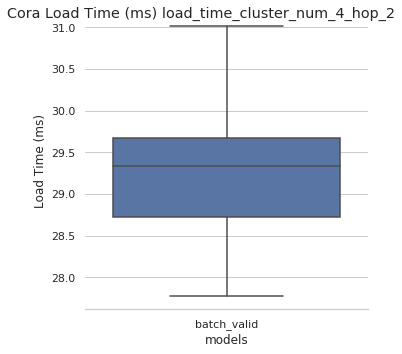 Cora Load Time (ms) load_time_cluster_num_4_hop_2
31.0
30.5
30.0
29.5
29.0
28.5
28.0
Load Time (ms)
batch_valid
models